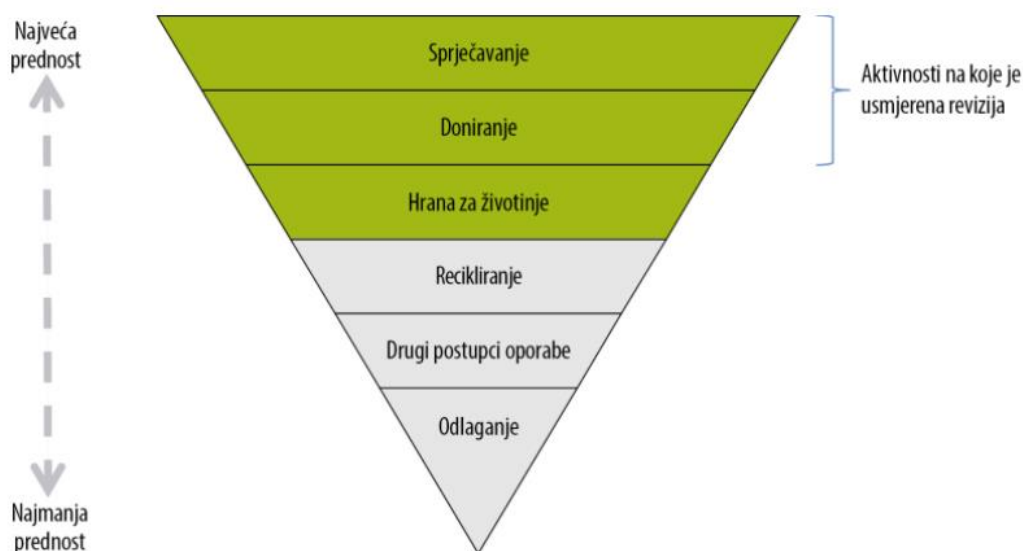 Najveća
prednost
Sprječavanje
Aktivnosti na koje je
usmjerena revizija
Doniranje
Hrana za životinje
Recikliranje
Drugi postupci oporabe
Odlaganje
Najmanja
prednost